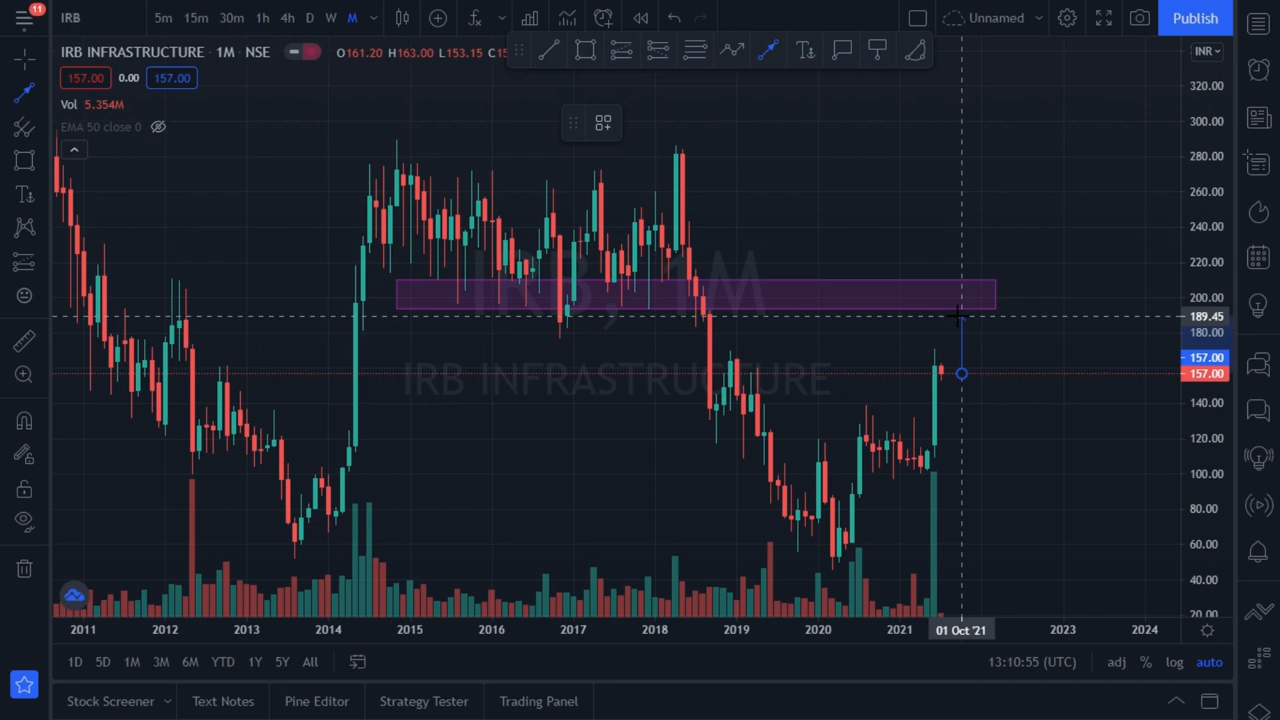 11
IRB 5m 15m 30m 1h 4h D W M Unnamed Publish
IRB INFRASTRUCTURE · 1M · NSE O161.20 H163.00 L153.15 INR
157.00 0.00 157.00
Vol 5.354M
EMA 50 close 0
IRB, 1M
IRB INFRASTRUCTURE
320.00
300.00
280.00
260.00
240.00
220.00
200.00
189.45
180.00
157.00
157.00
140.00
120.00
100.00
80.00
60.00
40.00
20.00
2011 2012 2013 2014 2015 2016 2017 2018 2019 2020 2021 01 Oct '21 2023 2024
1D 5D 1M 3M 6M YTD 1Y 5Y All 13:10:55 (UTC) adj % log auto
Stock Screener Text Notes Pine Editor Strategy Tester Trading Panel